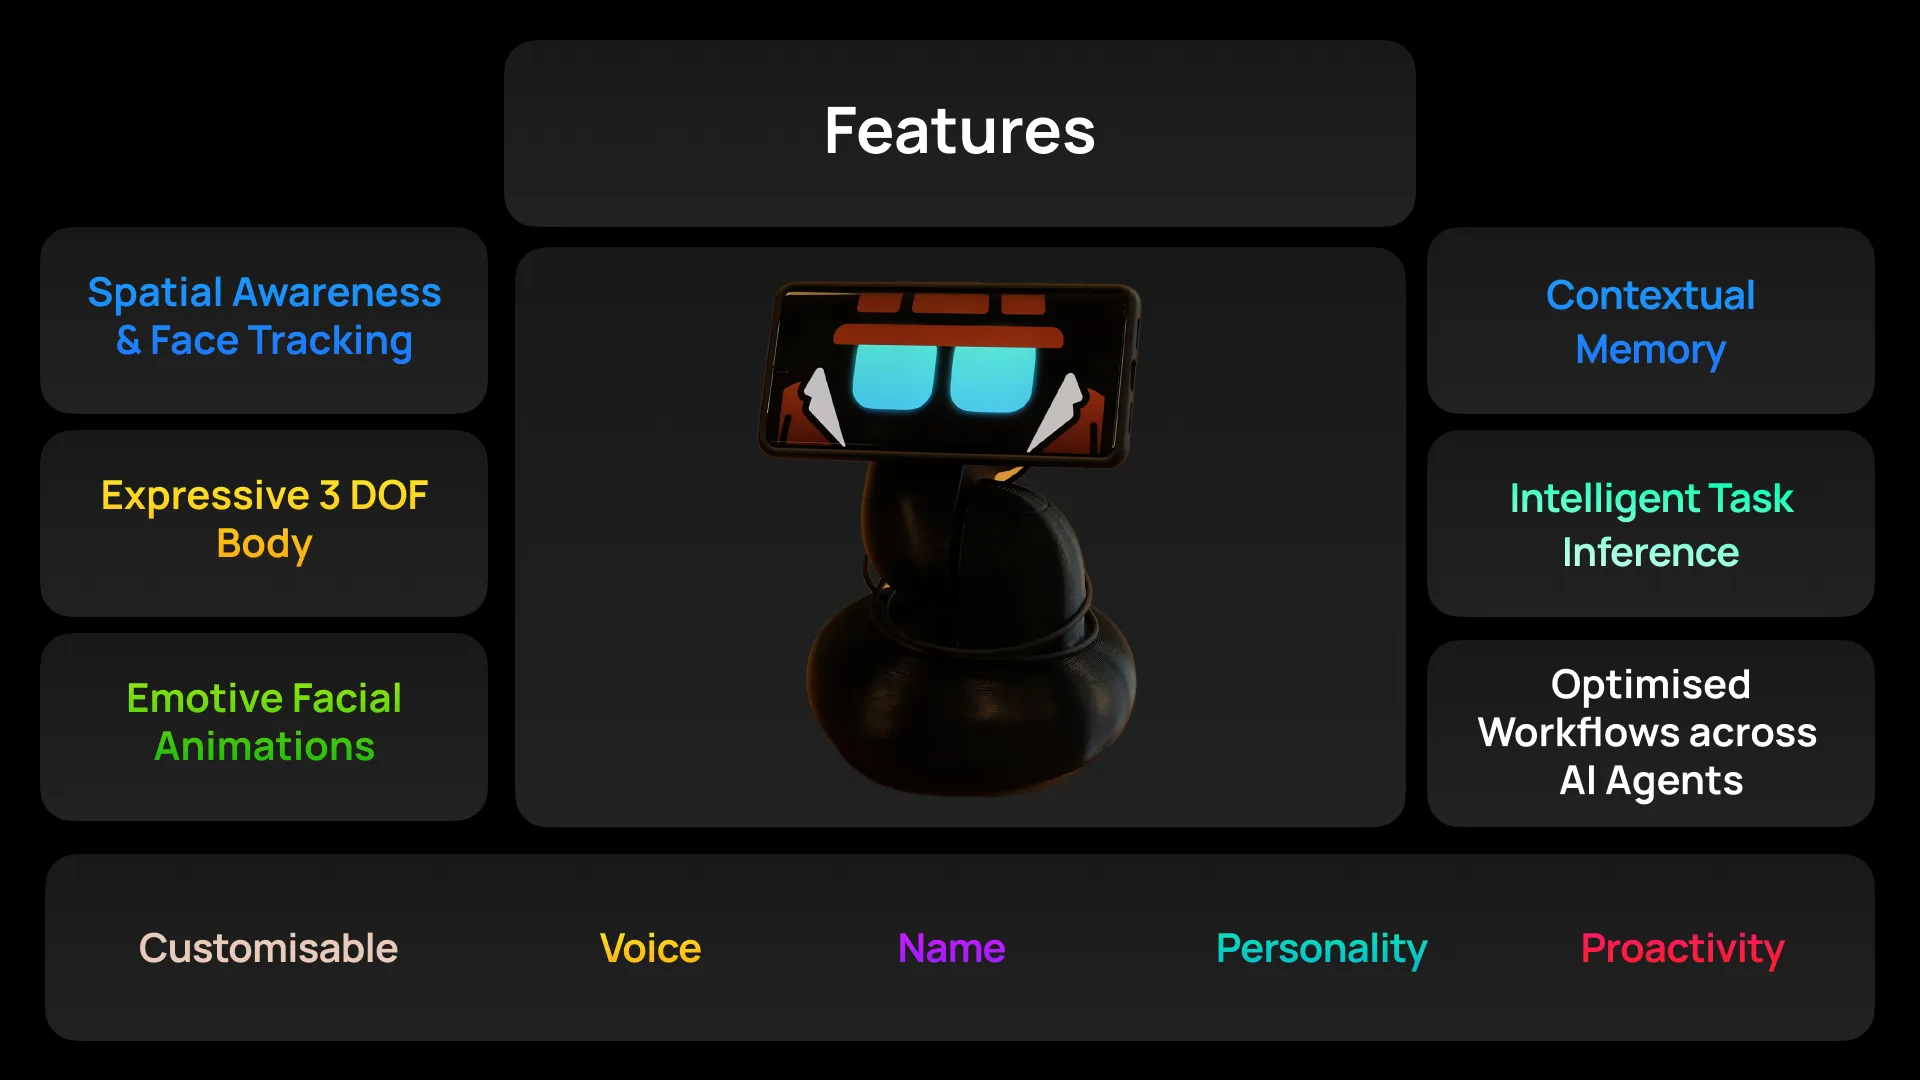 Features
Spatial Awareness
& Face Tracking
Expressive 3 DOF
Body
Emotive Facial
Animations
Contextual
Memory
Intelligent Task
Inference
Optimised
Workflows across
AI Agents
Customisable
Voice
Name
Personality
Proactivity